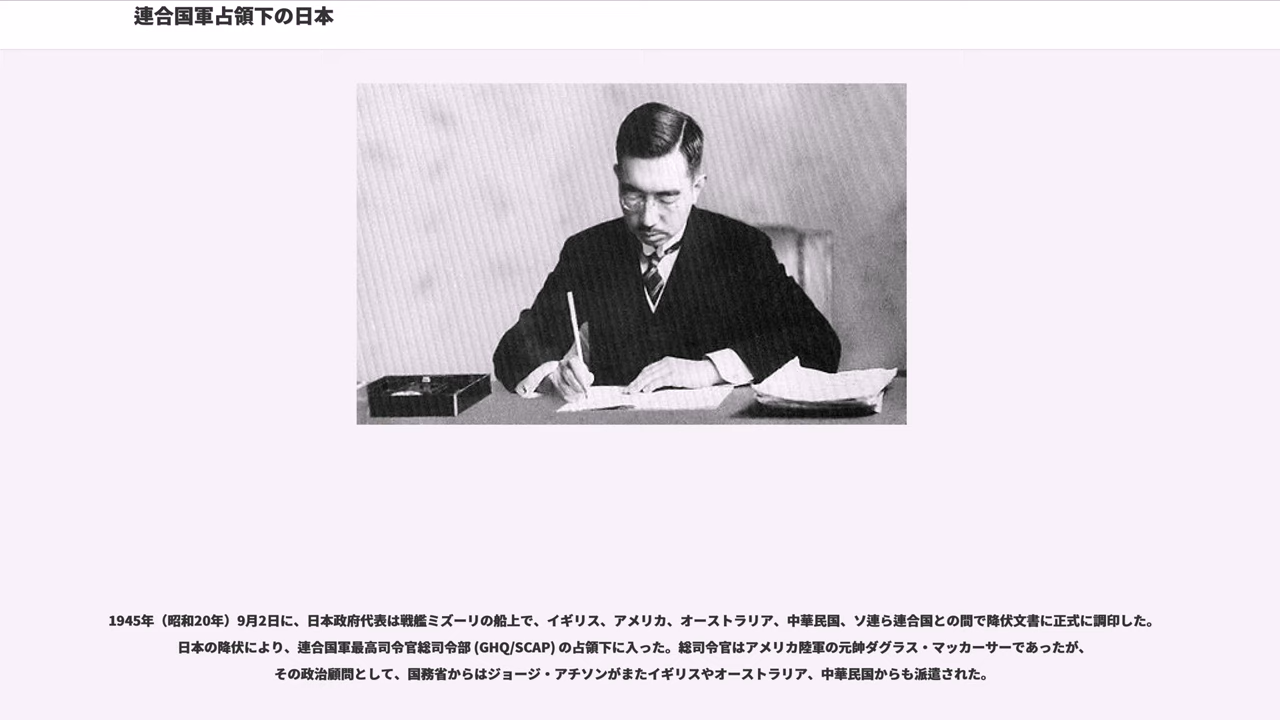 連合国軍占領下の日本
1945年（昭和20年）9月2日に、日本政府代表は戦艦ミズーリの船上で、イギリス、アメリカ、オーストラリア、中華民国、ソ連ら連合国との間で降伏文書に正式に調印した。
日本の降伏により、連合国軍最高司令官総司令部 (GHQ/SCAP) の占領下に入った。総司令官はアメリカ陸軍の元帥ダグラス・マッカーサーであったが、
その政治顧問として、国務省からはジョージ・アチソンがまたイギリスやオーストラリア、中華民国からも派遣された。